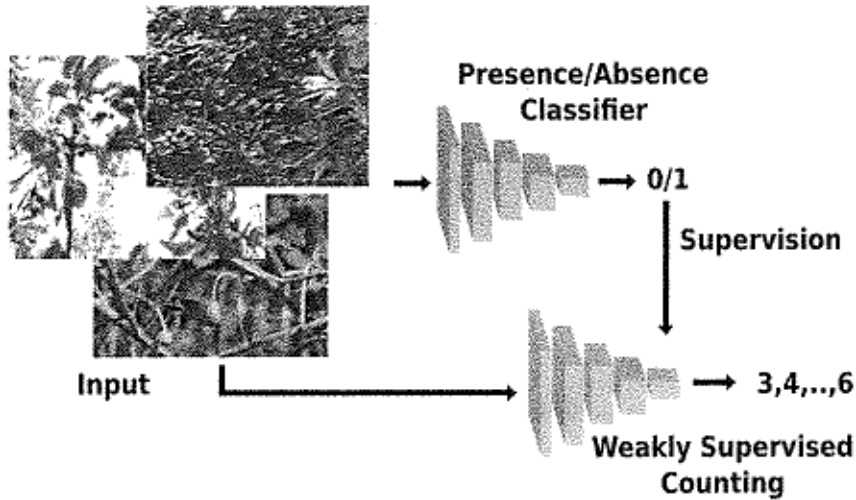 Presence/Absence
Classifier
0/1
Supervision
Input
3,4,..,6
Weakly Supervised
Counting